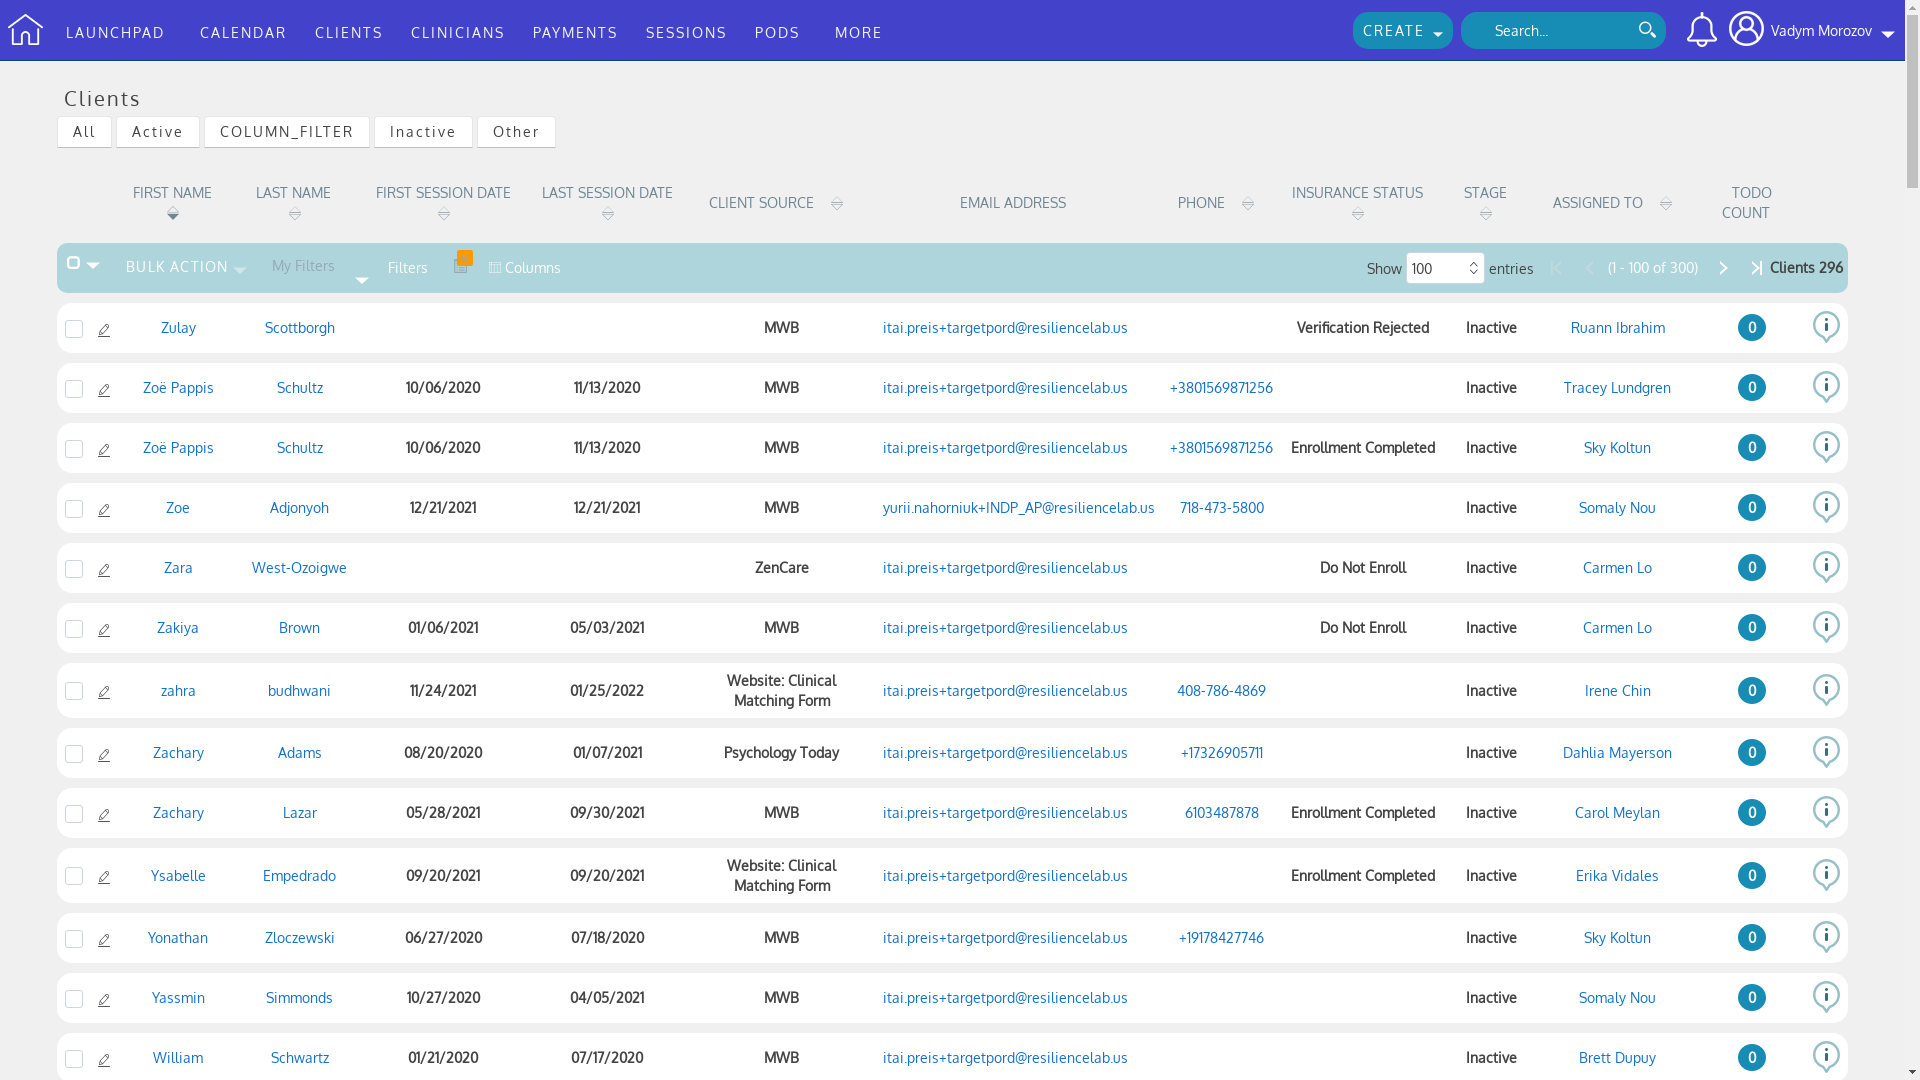 LAUNCHPAD CALENDAR CLIENTS CLINICIANS PAYMENTS SESSIONS PODS MORE CREATE Search... Vadym Morozov
Clients
All Active COLUMN_FILTER Inactive Other
FIRST NAME LAST NAME FIRST SESSION DATE LAST SESSION DATE CLIENT SOURCE EMAIL ADDRESS PHONE INSURANCE STATUS STAGE ASSIGNED TO TODO COUNT
BULK ACTION My Filters Filters Columns Show 100 entries (1 - 100 of 300) Clients 296
Zulay Scottborgh MWB itai.preis+targetpord@resiliencelab.us Verification Rejected Inactive Ruann Ibrahim 0
Zoë Pappis Schultz 10/06/2020 11/13/2020 MWB itai.preis+targetpord@resiliencelab.us +3801569871256 Inactive Tracey Lundgren 0
Zoë Pappis Schultz 10/06/2020 11/13/2020 MWB itai.preis+targetpord@resiliencelab.us +3801569871256 Enrollment Completed Inactive Sky Koltun 0
Zoe Adjonyoh 12/21/2021 12/21/2021 MWB yurii.nahorniuk+INDP_AP@resiliencelab.us 718-473-5800 Inactive Somaly Nou 0
Zara West-Ozoigwe ZenCare itai.preis+targetpord@resiliencelab.us Do Not Enroll Inactive Carmen Lo 0
Zakiya Brown 01/06/2021 05/03/2021 MWB itai.preis+targetpord@resiliencelab.us Do Not Enroll Inactive Carmen Lo 0
zahra budhwani 11/24/2021 01/25/2022 Website: Clinical Matching Form itai.preis+targetpord@resiliencelab.us 408-786-4869 Inactive Irene Chin 0
Zachary Adams 08/20/2020 01/07/2021 Psychology Today itai.preis+targetpord@resiliencelab.us +17326905711 Inactive Dahlia Mayerson 0
Zachary Lazar 05/28/2021 09/30/2021 MWB itai.preis+targetpord@resiliencelab.us 6103487878 Enrollment Completed Inactive Carol Meylan 0
Ysabelle Empedrado 09/20/2021 09/20/2021 Website: Clinical Matching Form itai.preis+targetpord@resiliencelab.us Enrollment Completed Inactive Erika Vidales 0
Yonathan Zloczewski 06/27/2020 07/18/2020 MWB itai.preis+targetpord@resiliencelab.us +19178427746 Inactive Sky Koltun 0
Yassmin Simmonds 10/27/2020 04/05/2021 MWB itai.preis+targetpord@resiliencelab.us Inactive Somaly Nou 0
William Schwartz 01/21/2020 07/17/2020 MWB itai.preis+targetpord@resiliencelab.us Inactive Brett Dupuy 0